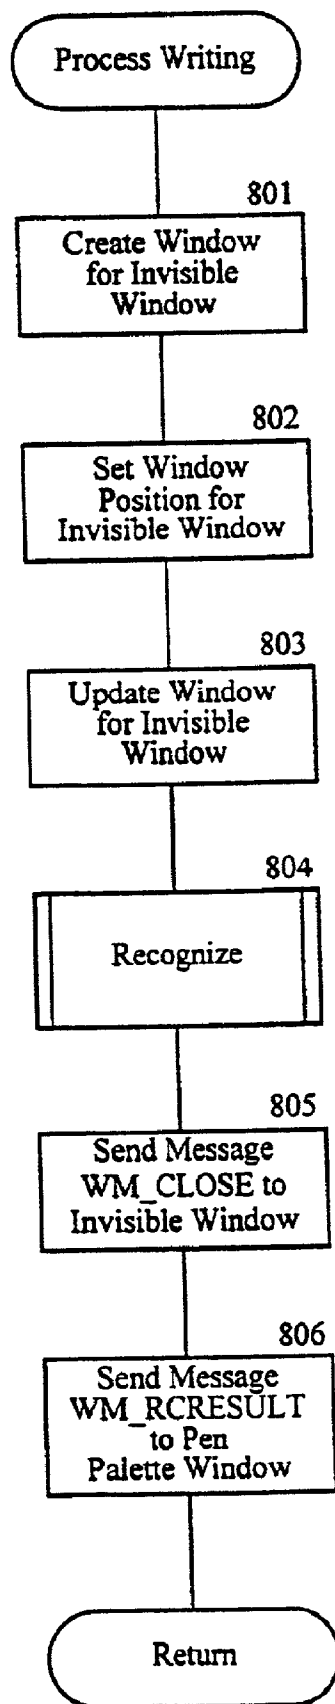 Process Writing
801
Create Window
for Invisible
Window
802
Set Window
Position for
Invisible Window
803
Update Window
for Invisible
Window
804
Recognize
805
Send Message
WM_CLOSE to
Invisible Window
806
Send Message
WM_RCRESULT
to Pen
Palette Window
Return